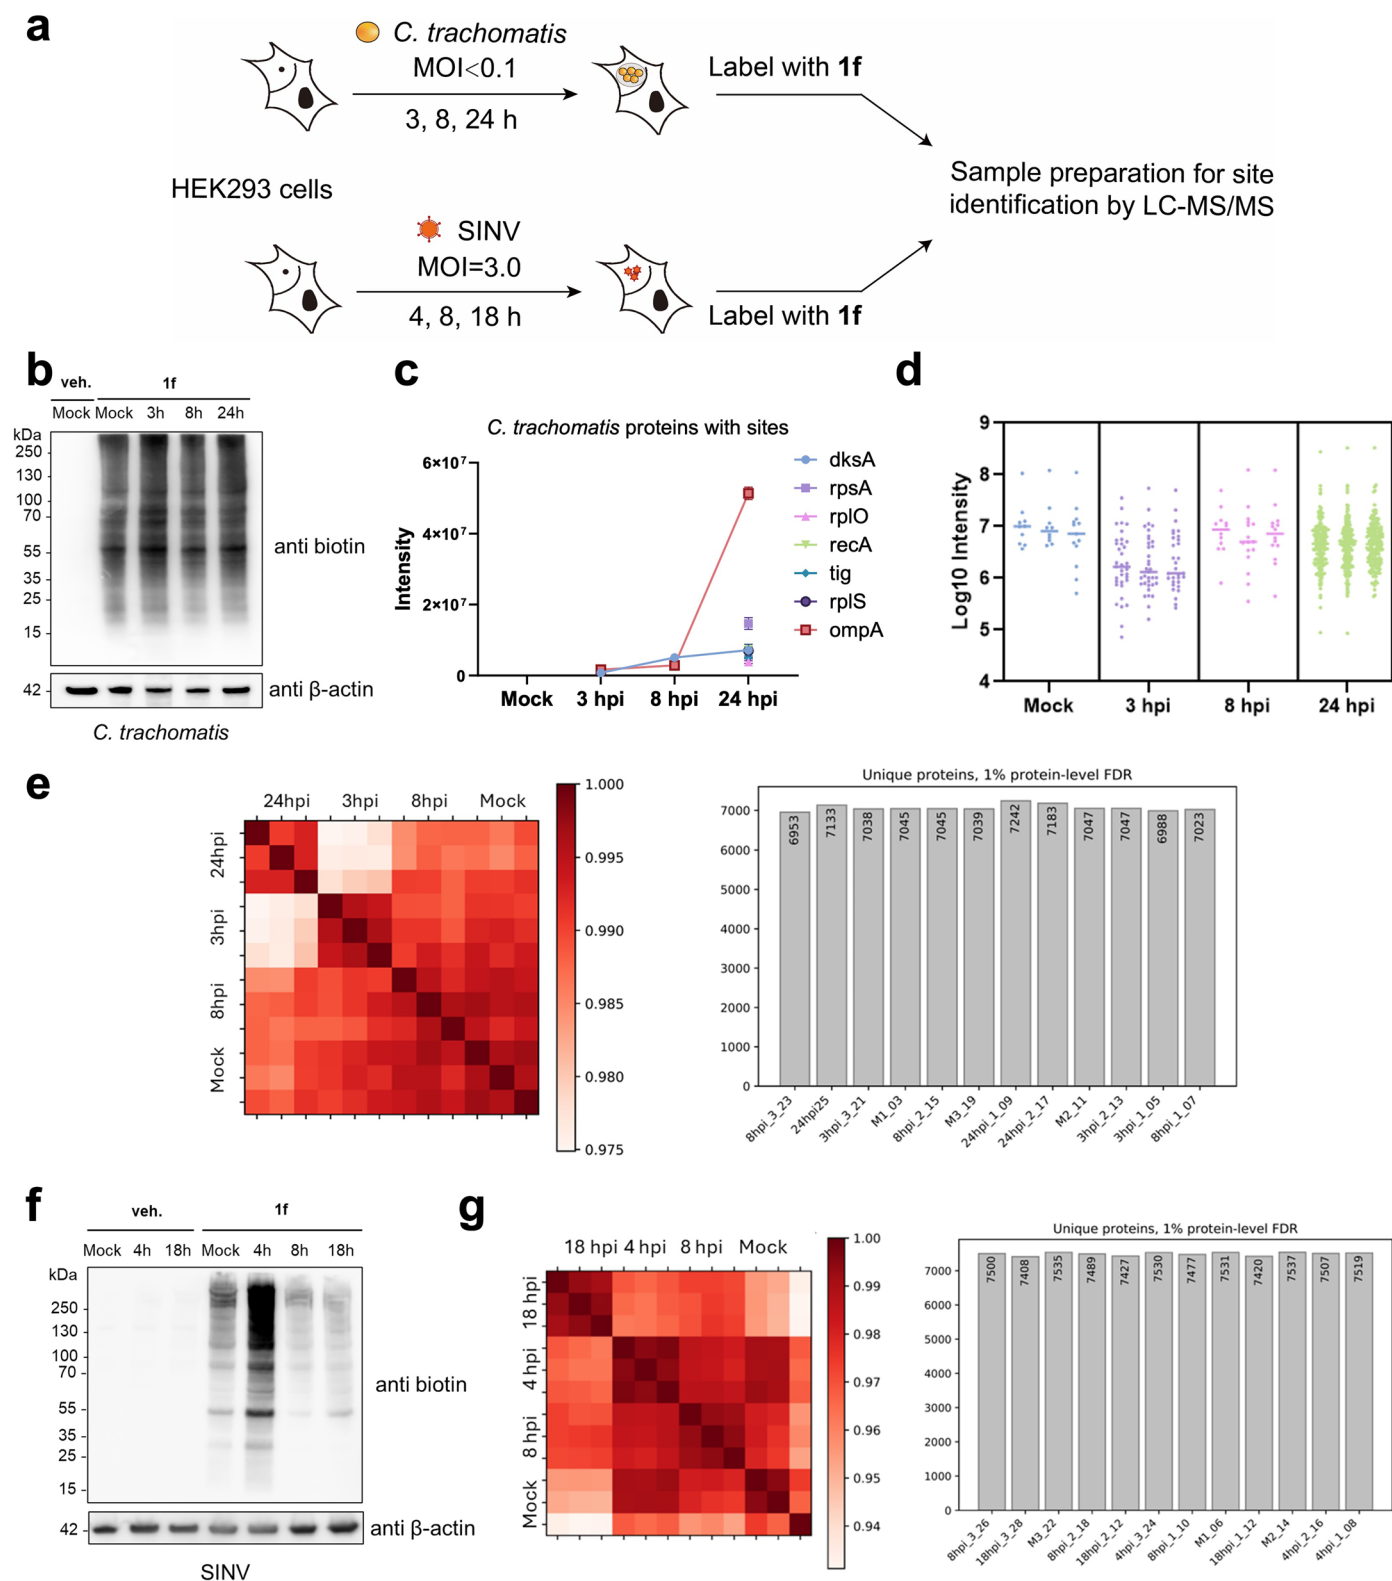 a
C. trachomatis
MOI<0.1
3, 8, 24 h
Label with 1f
HEK293 cells
Sample preparation for site
identification by LC-MS/MS
SINV
MOI=3.0
4, 8, 18 h
Label with 1f
b
veh. 1f
Mock Mock 3h 8h 24h
kDa
250
130
100
70
55
35
25
15
anti biotin
42
anti β-actin
C. trachomatis
c
C. trachomatis proteins with sites
Intensity
6×10⁷
4×10⁷
2×10⁷
0
Mock 3 hpi 8 hpi 24 hpi
dksA
rpsA
rplO
recA
tig
rplS
ompA
d
Log10 Intensity
9
8
7
6
5
4
Mock 3 hpi 8 hpi 24 hpi
e
24hpi 3hpi 8hpi Mock
24hpi
3hpi
8hpi
Mock
1.000
0.995
0.990
0.985
0.980
0.975
Unique proteins, 1% protein-level FDR
7000
6000
5000
4000
3000
2000
1000
0
6953 7133 7038 7045 7045 7039 7242 7183 7047 7047 6988 7023
8hpi_3_23 24hpi25 3hpi_3_21 M1_03 8hpi_2_15 M3_19 24hpi_1_09 24hpi_2_17 M2_11 3hpi_2_13 3hpi_1_05 8hpi_1_07
f
veh. 1f
Mock 4h 18h Mock 4h 8h 18h
kDa
250
130
100
70
55
35
25
15
anti biotin
42
anti β-actin
SINV
g
18 hpi 4 hpi 8 hpi Mock
18 hpi
4 hpi
8 hpi
Mock
1.00
0.99
0.98
0.97
0.96
0.95
0.94
Unique proteins, 1% protein-level FDR
7000
6000
5000
4000
3000
2000
1000
0
7500 7408 7535 7489 7427 7530 7477 7531 7420 7537 7507 7519
8hpi_3_26 18hpi_3_28 M3_22 8hpi_2_18 18hpi_2_12 4hpi_3_24 8hpi_1_10 M1_06 18hpi_1_12 M2_14 4hpi_2_16 4hpi_1_08